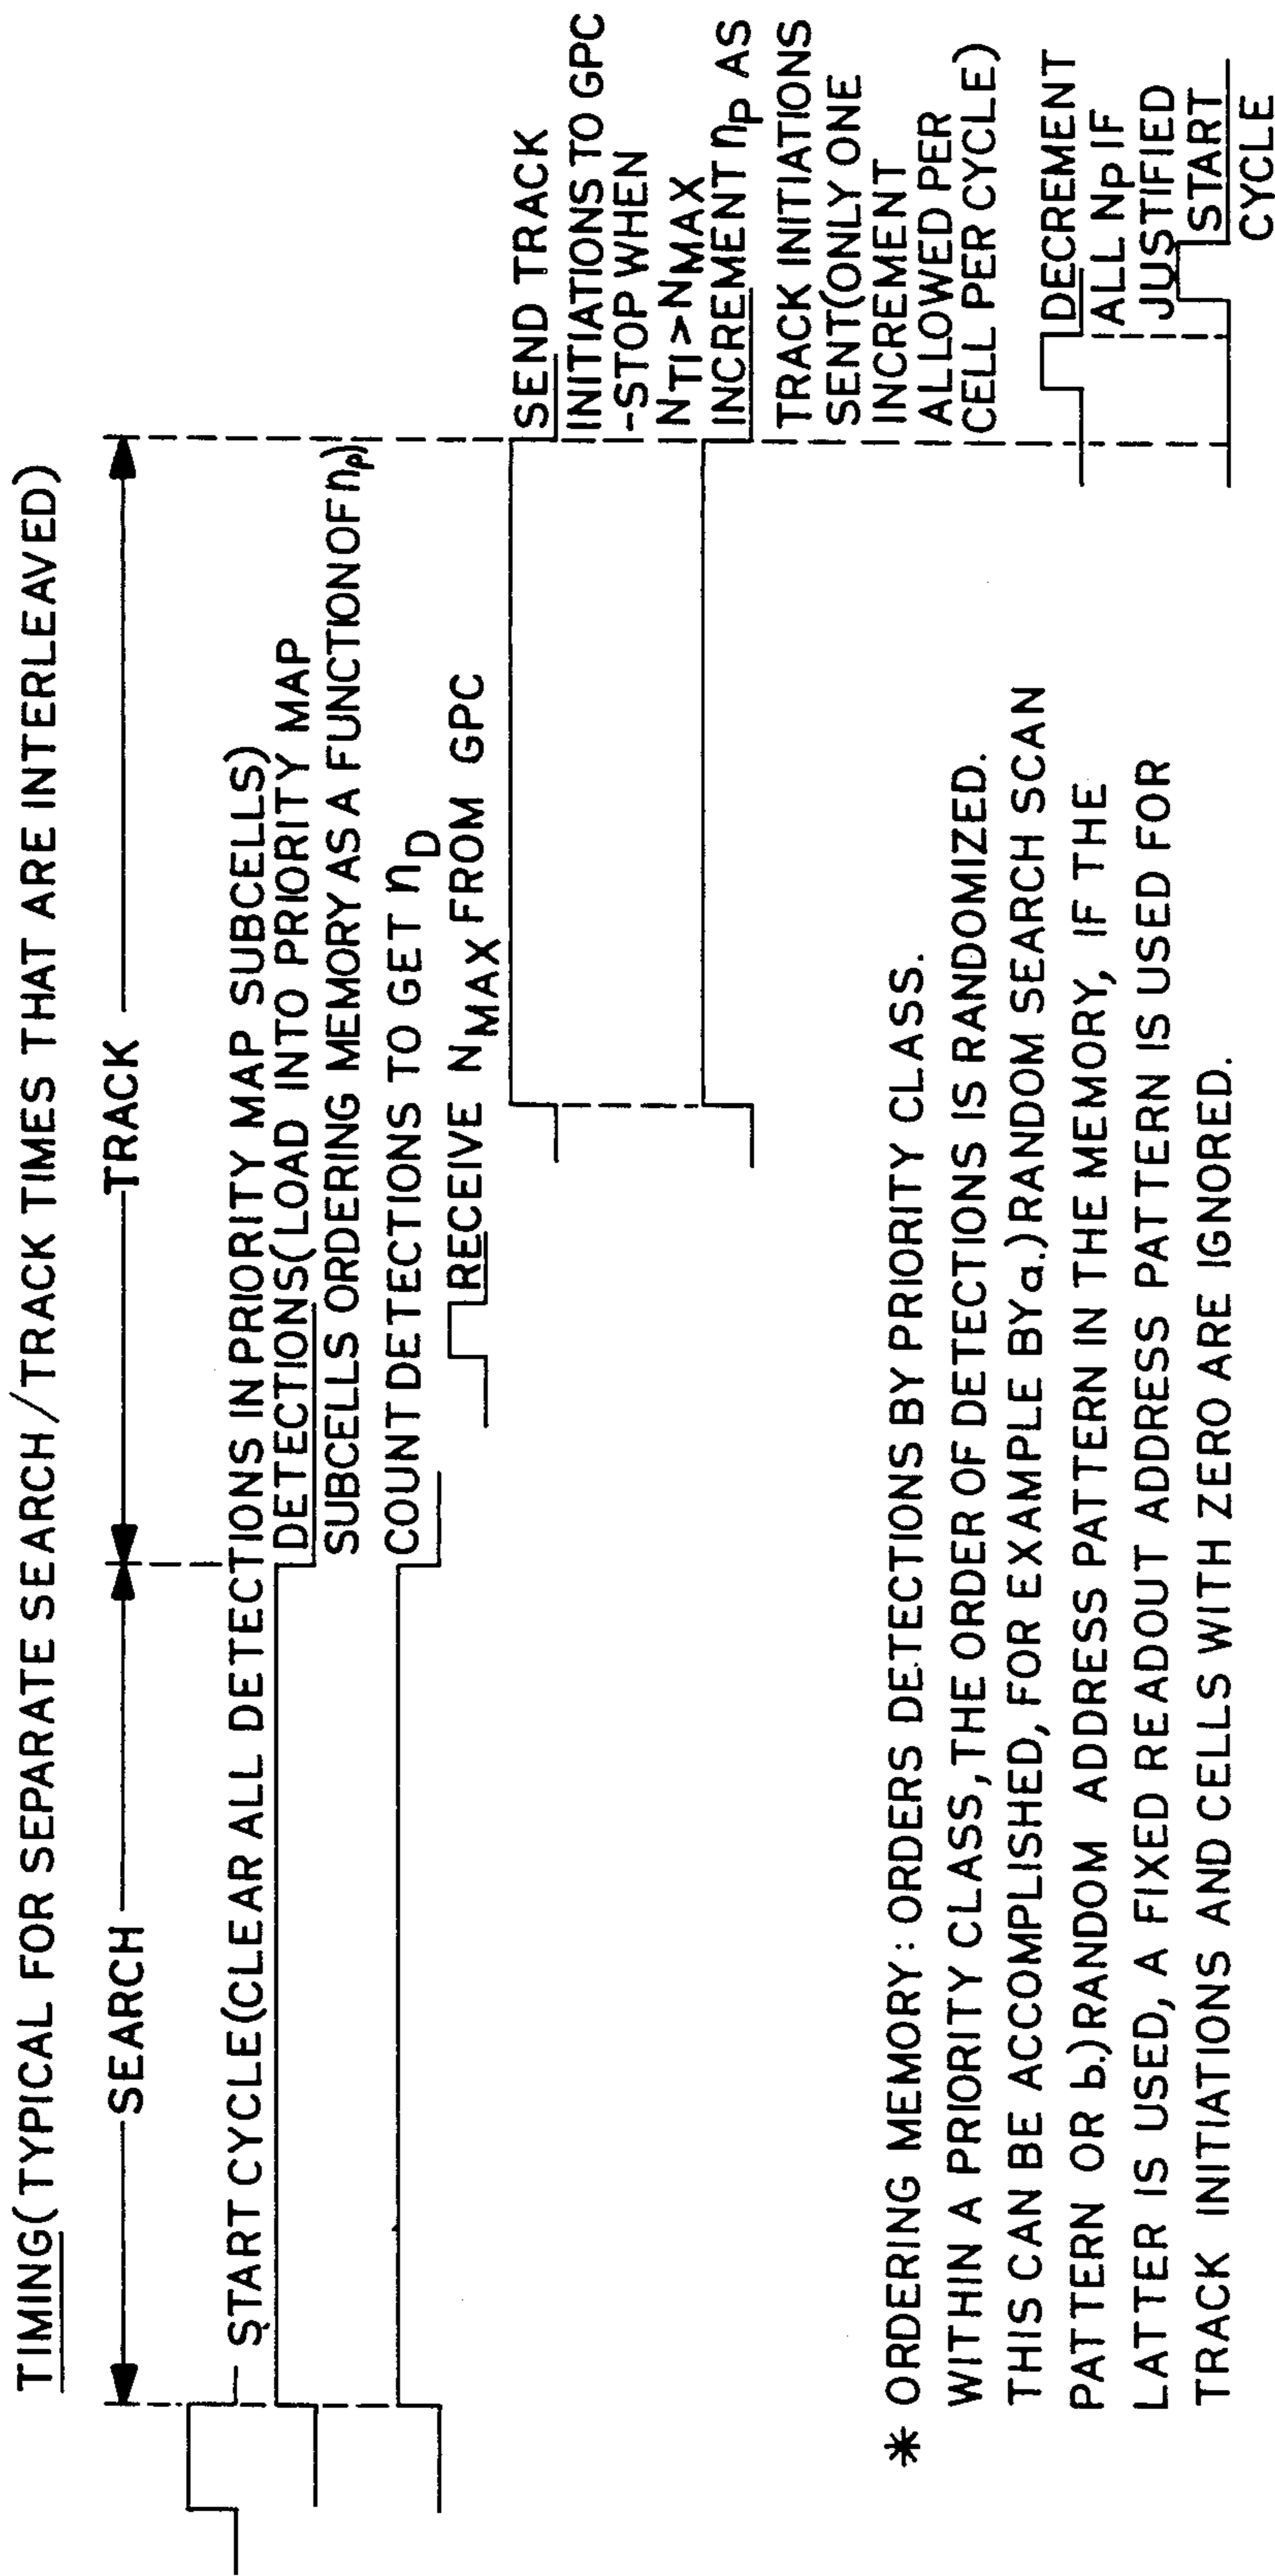 TIMING (TYPICAL FOR SEPARATE SEARCH/TRACK TIMES THAT ARE INTERLEAVED)
SEARCH
TRACK
START CYCLE (CLEAR ALL DETECTIONS IN PRIORITY MAP SUBCELLS)
DETECTIONS (LOAD INTO PRIORITY MAP
SUBCELLS ORDERING MEMORY AS A FUNCTION OF np)
COUNT DETECTIONS TO GET nD
RECEIVE NMAX FROM GPC
SEND TRACK
INITIATIONS TO GPC
-STOP WHEN
NTI>NMAX
INCREMENT nP AS
TRACK INITIATIONS
SENT (ONLY ONE
INCREMENT
ALLOWED PER
CELL PER CYCLE)
DECREMENT
ALL NP IF
JUSTIFIED
START
CYCLE
* ORDERING MEMORY: ORDERS DETECTIONS BY PRIORITY CLASS.
WITHIN A PRIORITY CLASS, THE ORDER OF DETECTIONS IS RANDOMIZED.
THIS CAN BE ACCOMPLISHED, FOR EXAMPLE BY a.) RANDOM SEARCH SCAN
PATTERN OR b.) RANDOM ADDRESS PATTERN IN THE MEMORY, IF THE
LATTER IS USED, A FIXED READOUT ADDRESS PATTERN IS USED FOR
TRACK INITIATIONS AND CELLS WITH ZERO ARE IGNORED.